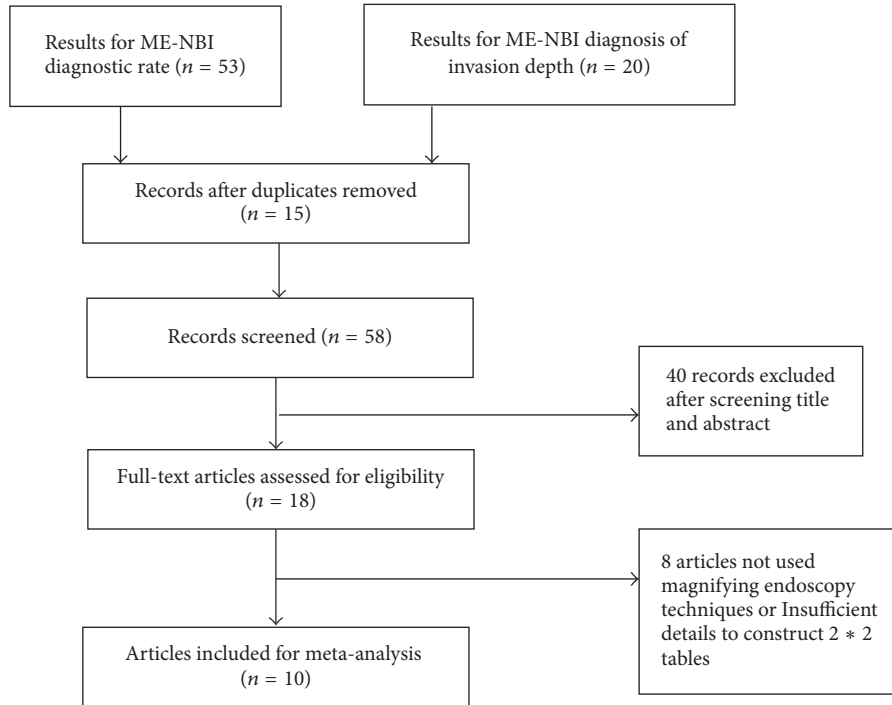 Results for ME-NBI
diagnostic rate (n = 53)
Results for ME-NBI diagnosis of
invasion depth (n = 20)
Records after duplicates removed
(n = 15)
Records screened (n = 58)
40 records excluded
after screening title
and abstract
Full-text articles assessed for eligibility
(n = 18)
8 articles not used
magnifying endoscopy
techniques or Insufficient
details to construct 2 ∗ 2
tables
Articles included for meta-analysis
(n = 10)